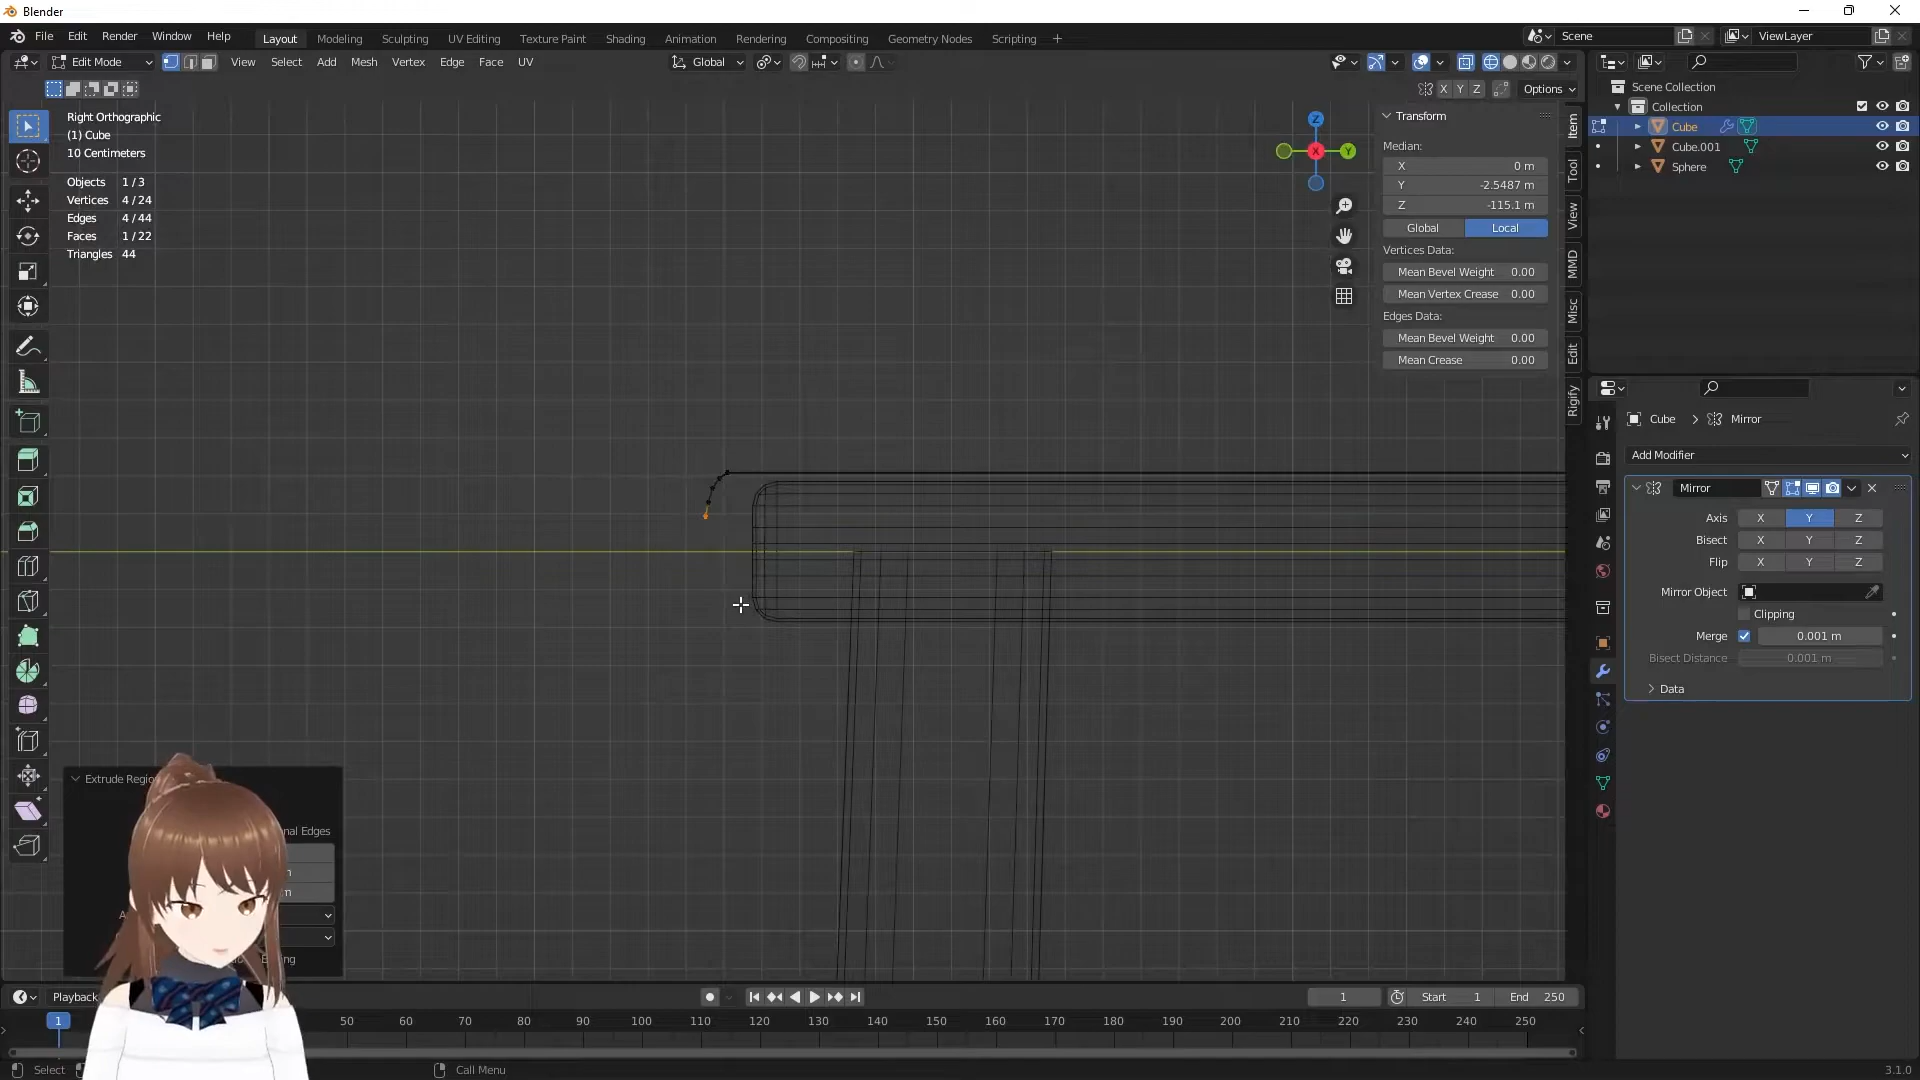 Blender
File Edit Render Window Help
Layout Modeling Sculpting UV Editing Texture Paint Shading Animation Rendering Compositing Geometry Nodes Scripting +
Scene
ViewLayer
Edit Mode
View Select Add Mesh Vertex Edge Face UV
Global
X Y Z
Options
Right Orthographic
(1) Cube
10 Centimeters
Objects 1 / 3
Vertices 4 / 24
Edges 4 / 44
Faces 1 / 22
Triangles 44
Z
X
Y
Transform
Median:
X 0 m
Y -2.5487 m
Z -115.1 m
Global Local
Vertices Data:
Mean Bevel Weight 0.00
Mean Vertex Crease 0.00
Edges Data:
Mean Bevel Weight 0.00
Mean Crease 0.00
Item
Tool
View
MMD
Misc
Edit
Rigify
Scene Collection
Collection
Cube
Cube.001
Sphere
Cube > Mirror
Add Modifier
Mirror
Axis X Y Z
Bisect X Y Z
Flip X Y Z
Mirror Object
Clipping
Merge 0.001 m
Bisect Distance 0.001 m
Data
Extrude Regio
nal Edges
m
m
A
E ing
Playback
1
Start 1
End 250
1 50 60 70 80 90 100 110 120 130 140 150 160 170 180 190 200 210 220 230 240 250
Select
Call Menu
3.1.0